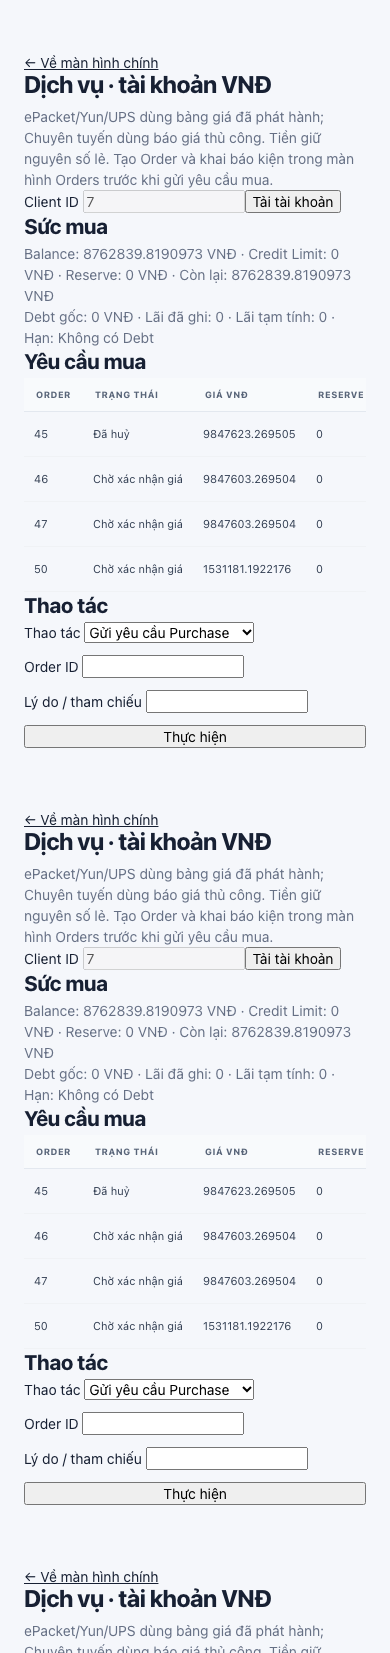 ← Về màn hình chính
Dịch vụ · tài khoản VNĐ
ePacket/Yun/UPS dùng bảng giá đã phát hành;
Chuyên tuyến dùng báo giá thủ công. Tiền giữ
nguyên số lẻ. Tạo Order và khai báo kiện trong màn
hình Orders trước khi gửi yêu cầu mua.
Client ID 7 Tải tài khoản
Sức mua
Balance: 8762839.8190973 VNĐ · Credit Limit: 0
VNĐ · Reserve: 0 VNĐ · Còn lại: 8762839.8190973
VNĐ
Debt gốc: 0 VNĐ · Lãi đã ghi: 0 · Lãi tạm tính: 0 ·
Hạn: Không có Debt
Yêu cầu mua
ORDER TRẠNG THÁI GIÁ VNĐ RESERVE
45 Đã huỷ 9847623.269505 0
46 Chờ xác nhận giá 9847603.269504 0
47 Chờ xác nhận giá 9847603.269504 0
50 Chờ xác nhận giá 1531181.1922176 0
Thao tác
Thao tác Gửi yêu cầu Purchase
Order ID
Lý do / tham chiếu
Thực hiện
← Về màn hình chính
Dịch vụ · tài khoản VNĐ
ePacket/Yun/UPS dùng bảng giá đã phát hành;
Chuyên tuyến dùng báo giá thủ công. Tiền giữ
nguyên số lẻ. Tạo Order và khai báo kiện trong màn
hình Orders trước khi gửi yêu cầu mua.
Client ID 7 Tải tài khoản
Sức mua
Balance: 8762839.8190973 VNĐ · Credit Limit: 0
VNĐ · Reserve: 0 VNĐ · Còn lại: 8762839.8190973
VNĐ
Debt gốc: 0 VNĐ · Lãi đã ghi: 0 · Lãi tạm tính: 0 ·
Hạn: Không có Debt
Yêu cầu mua
ORDER TRẠNG THÁI GIÁ VNĐ RESERVE
45 Đã huỷ 9847623.269505 0
46 Chờ xác nhận giá 9847603.269504 0
47 Chờ xác nhận giá 9847603.269504 0
50 Chờ xác nhận giá 1531181.1922176 0
Thao tác
Thao tác Gửi yêu cầu Purchase
Order ID
Lý do / tham chiếu
Thực hiện
← Về màn hình chính
Dịch vụ · tài khoản VNĐ
ePacket/Yun/UPS dùng bảng giá đã phát hành;
Chuyên tuyến dùng báo giá thủ công. Tiền giữ